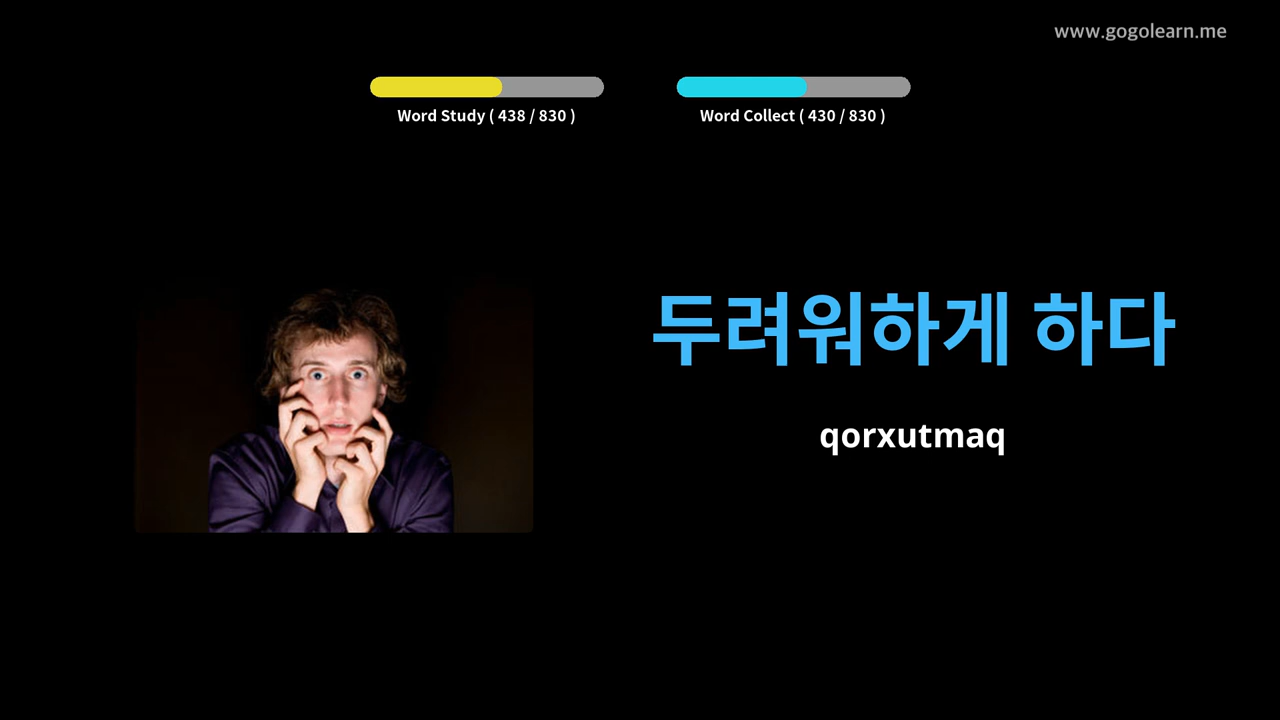 www.gogolearn.me
Word Study ( 438 / 830 )
Word Collect ( 430 / 830 )
두려워하게 하다
qorxutmaq